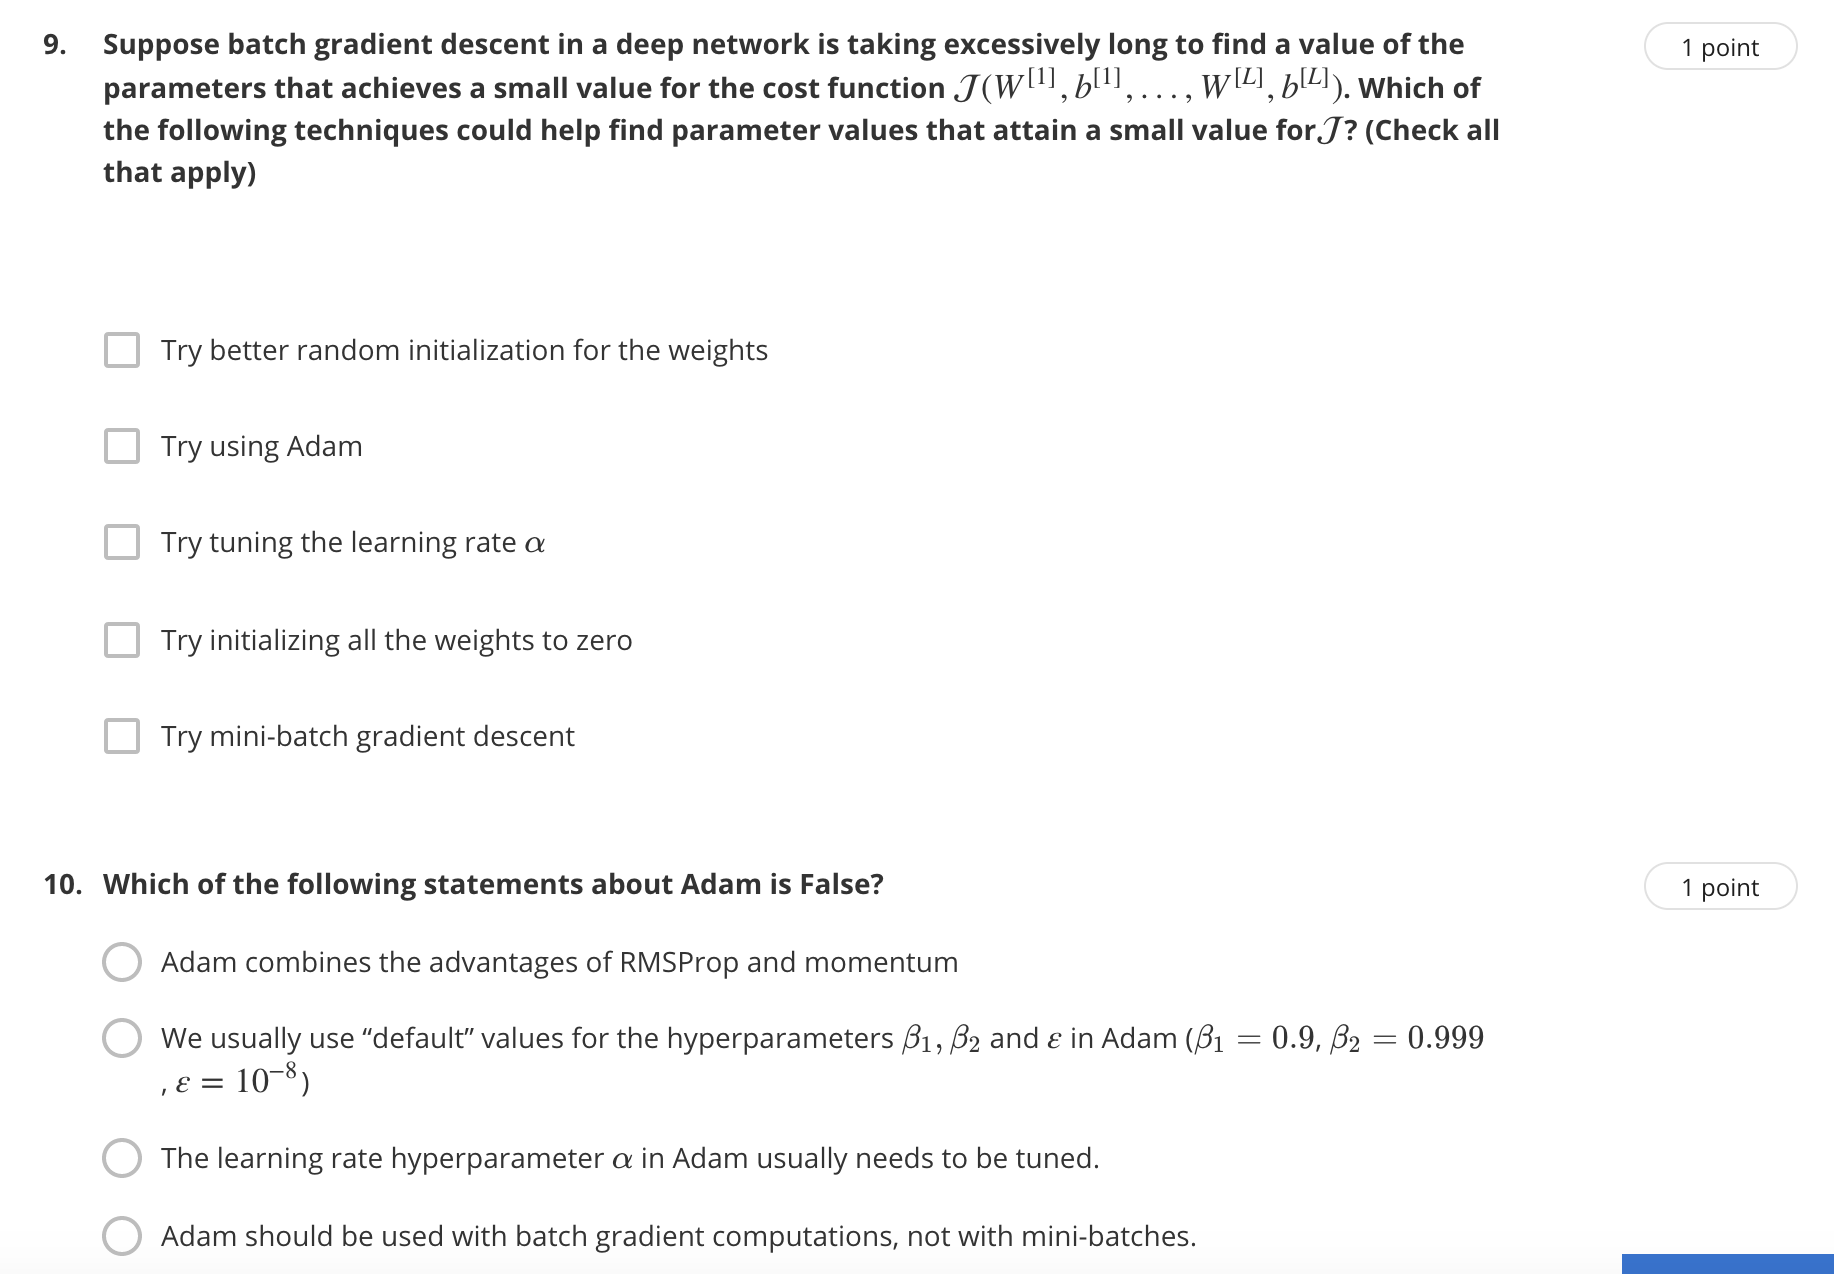 9. Suppose batch gradient descent in a deep network is taking excessively long to find a value of the
1 point
parameters that achieves a small value for the cost function 𝒥(W^[1], b^[1], . . . , W^[L], b^[L]). Which of
the following techniques could help find parameter values that attain a small value for𝒥? (Check all
that apply)
Try better random initialization for the weights
Try using Adam
Try tuning the learning rate α
Try initializing all the weights to zero
Try mini-batch gradient descent
10. Which of the following statements about Adam is False?
1 point
Adam combines the advantages of RMSProp and momentum
We usually use “default” values for the hyperparameters β₁, β₂ and ε in Adam (β₁ = 0.9, β₂ = 0.999
, ε = 10⁻⁸)
The learning rate hyperparameter α in Adam usually needs to be tuned.
Adam should be used with batch gradient computations, not with mini-batches.